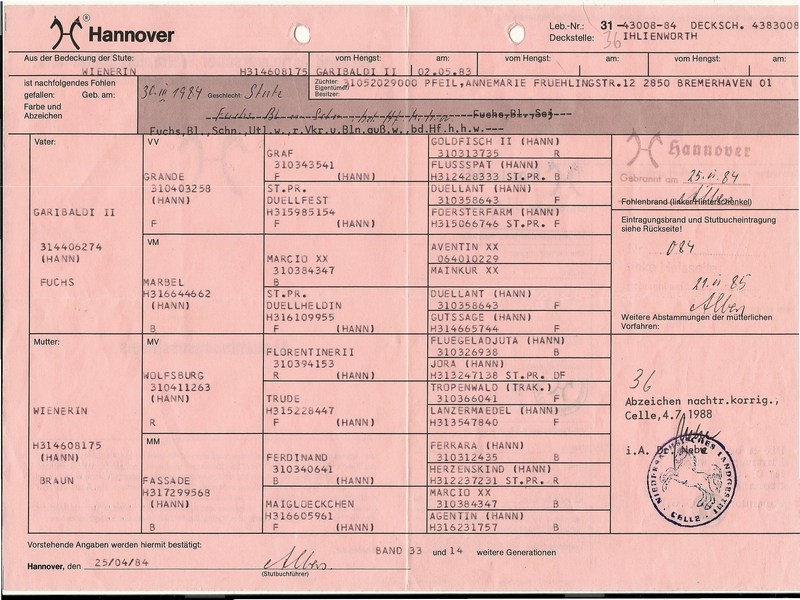 Hannover
Leb.-Nr.: 31-43008-84 DECKSCH. 4383008
Deckstelle: 36 IHLIENWORTH
Aus der Bedeckung der Stute: vom Hengst: am: vom Hengst: am: vom Hengst: am:
WIENERIN H314608175 GARIBALDI II 02.05.83
ist nachfolgendes Fohlen
gefallen: Geb. am: 30. III 1984 Geschlecht: Stute
Züchter: 31052029000 PFEIL,ANNEMARIE FRUEHLINGSTR.12 2850 BREMERHAVEN 01
Eigentümer:
Besitzer:
Farbe und
Abzeichen
Fuchs,Bl.,Schn.,Utl.w.,r.Vkr.u.Bln.auß.w.,bd.Hf.h.h.w.---
Vater:
GARIBALDI II
314406274
(HANN)
FUCHS
VV
GRANDE
310403258
(HANN)
F
VM
MARBEL
H316644662
(HANN)
B
GRAF
310343541
F (HANN)
ST.PR.
DUELLFEST
H315985154
F (HANN)
MARCIO XX
310384347
B
ST.PR.
DUELLHELDIN
H316109955
F (HANN)
GOLDFISCH II (HANN)
310313735 R
FLUSSSPAT (HANN)
H312428333 ST.PR. B
DUELLANT (HANN)
310358643 F
FOERSTERFARM (HANN)
H315066746 ST.PR. F
AVENTIN XX
064010229
MAINKUR XX
DUELLANT (HANN)
310358643 F
GUTSSAGE (HANN)
H314665744 F
Mutter:
WIENERIN
H314608175
(HANN)
BRAUN
MV
WOLFSBURG
310411263
(HANN)
R
MM
FASSADE
H317299568
(HANN)
B
FLORENTINERII
310394153
R (HANN)
TRUDE
H315228447
F (HANN)
FERDINAND
310340641
B (HANN)
MAIGLOECKCHEN
H316605961
F (HANN)
FLUEGELADJUTA (HANN)
310326938 B
JORA (HANN)
H313247138 ST.PR. DF
TROPENWALD (TRAK.)
310366041 F
LANZERMAEDEL (HANN)
H313547840 F
FERRARA (HANN)
310312435 B
HERZENSKIND (HANN)
H312237231 ST.PR. R
MARCIO XX
310384347 B
AGENTIN (HANN)
H316231757 B
Hannover
Gebrannt am 25. 6. 84
Fohlenbrand (linker Hinterschenkel)
Eintragungsbrand und Stutbucheintragung
siehe Rückseite!
084
21. 6. 85
Albers
Weitere Abstammungen der mütterlichen
Vorfahren:
36
Abzeichen nachtr.korrig.,
Celle,4.7.1988
i.A. Dr. Nebe
NIEDERSÄCHSISCHES LANDGESTÜT CELLE
Vorstehende Angaben werden hiermit bestätigt:
Hannover, den 25/04/84
Albers
(Stutbuchführer)
BAND 33 und 14 weitere Generationen